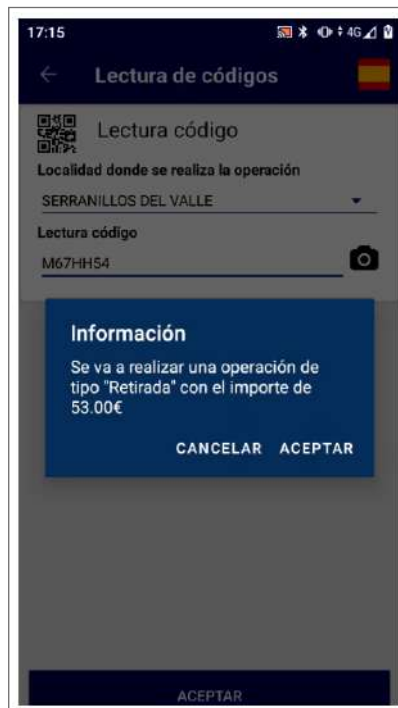 17:15 4G
Lectura de códigos
Lectura código
Localidad donde se realiza la operación
SERRANILLOS DEL VALLE
Lectura código
M67HH54
Información
Se va a realizar una operación de
tipo "Retirada" con el importe de
53.00€
CANCELAR ACEPTAR
ACEPTAR